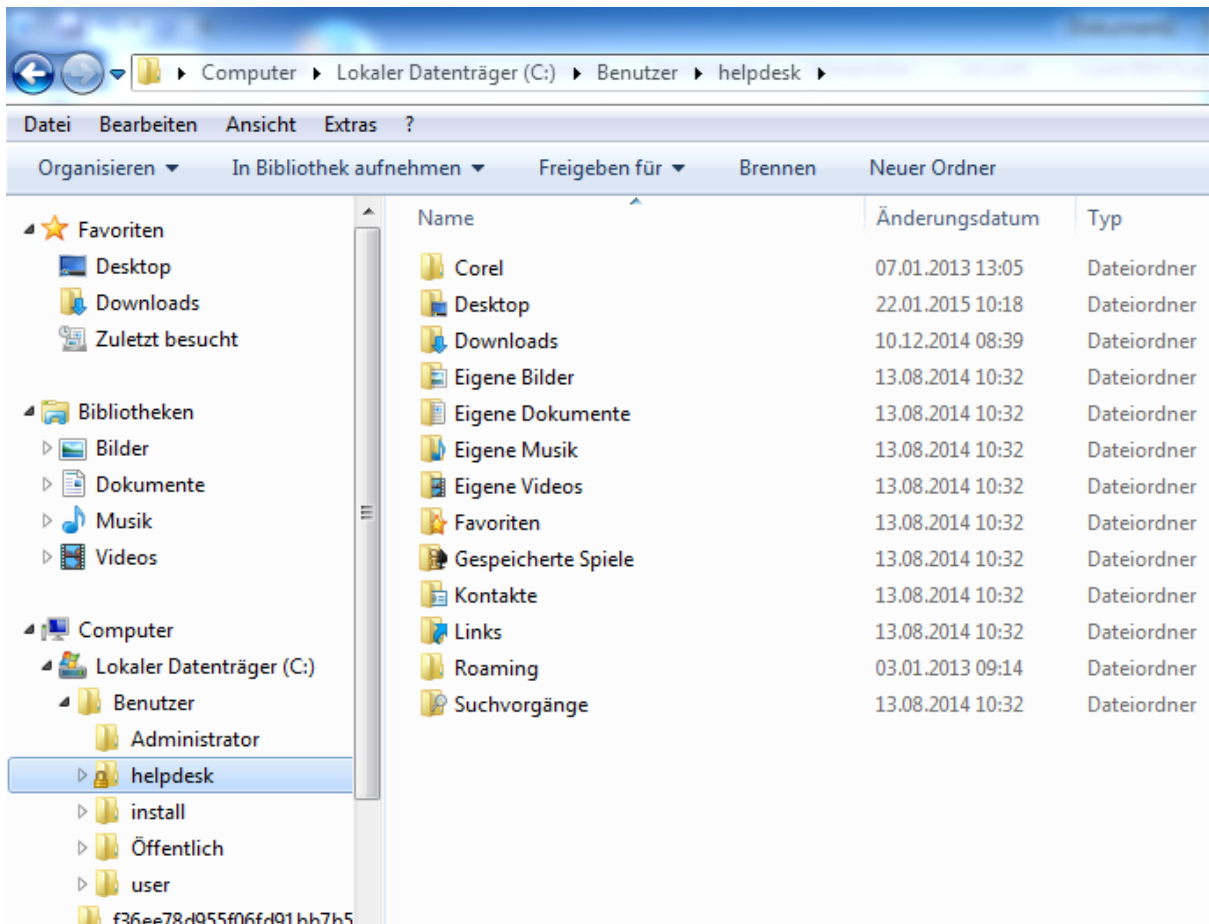 Computer Lokaler Datenträger (C:) Benutzer helpdesk
Datei Bearbeiten Ansicht Extras ?
Organisieren In Bibliothek aufnehmen Freigeben für Brennen Neuer Ordner
Favoriten
Desktop
Downloads
Zuletzt besucht
Bibliotheken
Bilder
Dokumente
Musik
Videos
Computer
Lokaler Datenträger (C:)
Benutzer
Administrator
helpdesk
install
Öffentlich
user
f36ee78d955f06fd91bb7b5
Name Änderungsdatum Typ
Corel 07.01.2013 13:05 Dateiordner
Desktop 22.01.2015 10:18 Dateiordner
Downloads 10.12.2014 08:39 Dateiordner
Eigene Bilder 13.08.2014 10:32 Dateiordner
Eigene Dokumente 13.08.2014 10:32 Dateiordner
Eigene Musik 13.08.2014 10:32 Dateiordner
Eigene Videos 13.08.2014 10:32 Dateiordner
Favoriten 13.08.2014 10:32 Dateiordner
Gespeicherte Spiele 13.08.2014 10:32 Dateiordner
Kontakte 13.08.2014 10:32 Dateiordner
Links 13.08.2014 10:32 Dateiordner
Roaming 03.01.2013 09:14 Dateiordner
Suchvorgänge 13.08.2014 10:32 Dateiordner